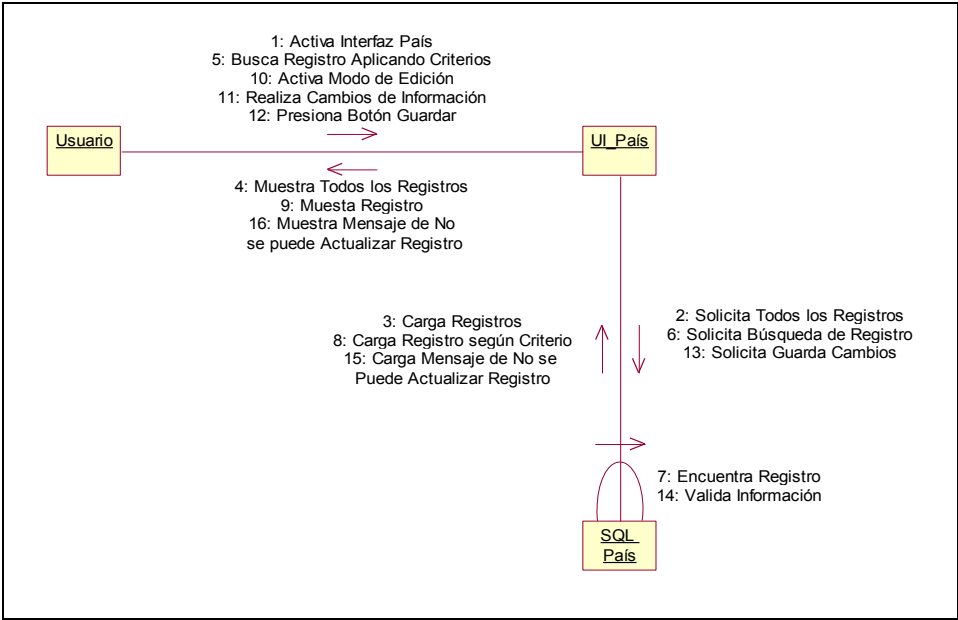 1: Activa Interfaz País
5: Busca Registro Aplicando Criterios
10: Activa Modo de Edición
11: Realiza Cambios de Información
12: Presiona Botón Guardar
Usuario
UI_País
4: Muestra Todos los Registros
9: Muesta Registro
16: Muestra Mensaje de No
se puede Actualizar Registro
3: Carga Registros
8: Carga Registro según Criterio
15: Carga Mensaje de No se
Puede Actualizar Registro
2: Solicita Todos los Registros
6: Solicita Búsqueda de Registro
13: Solicita Guarda Cambios
7: Encuentra Registro
14: Valida Información
SQL_
País